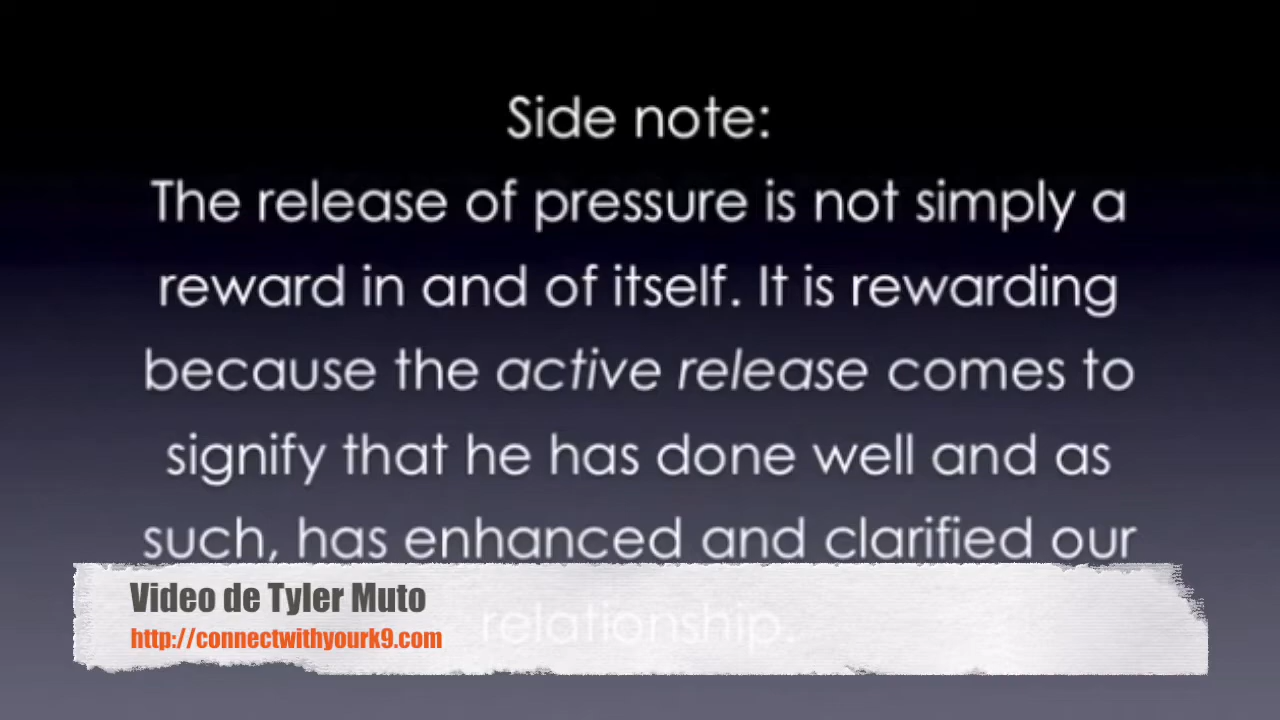 Side note:
The release of pressure is not simply a
reward in and of itself. It is rewarding
because the active release comes to
signify that he has done well and as
such, has enhanced and clarified our
relationship.
Video de Tyler Muto
http://connectwithyourk9.com